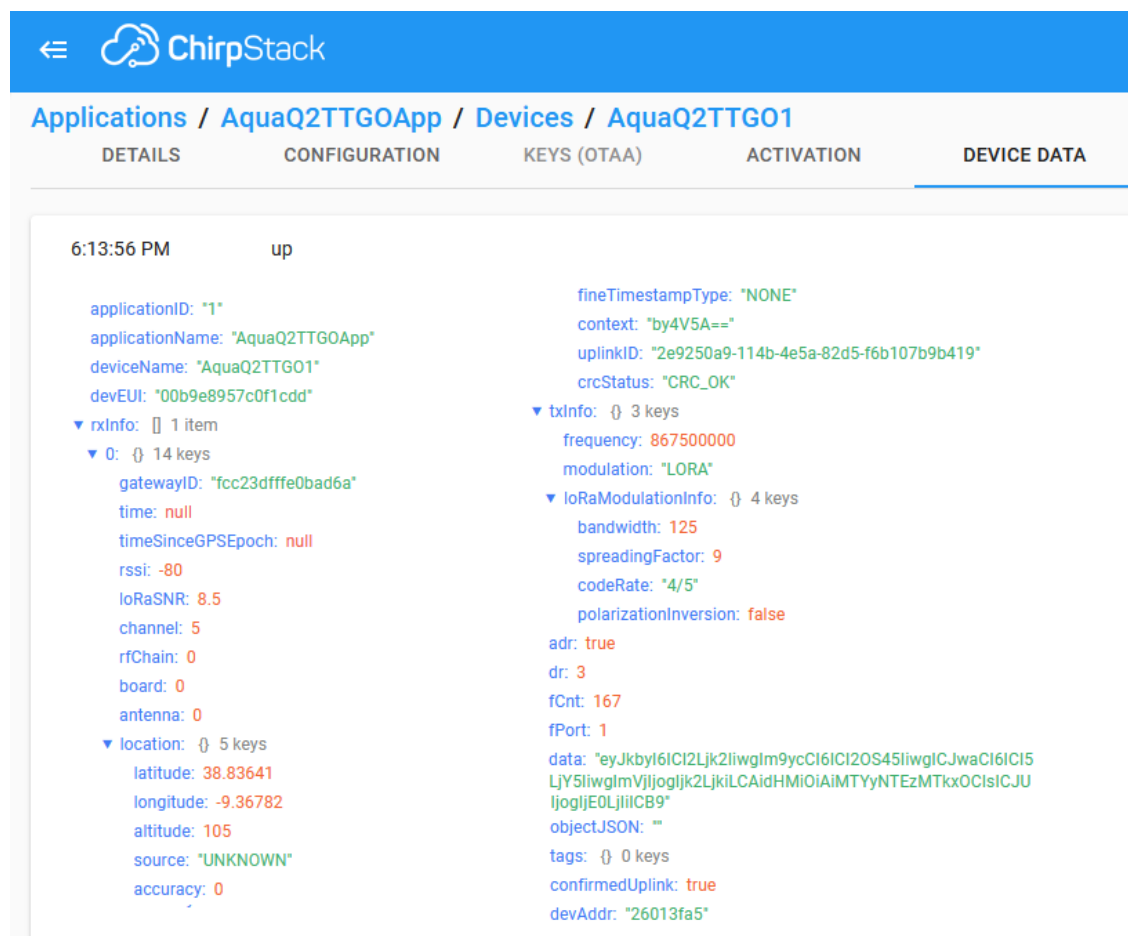 ChirpStack
Applications / AquaQ2TTGOApp / Devices / AquaQ2TTGO1
DETAILS CONFIGURATION KEYS (OTAA) ACTIVATION DEVICE DATA
6:13:56 PM up
applicationID: "1"
applicationName: "AquaQ2TTGOApp"
deviceName: "AquaQ2TTGO1"
devEUI: "00b9e8957c0f1cdd"
rxInfo: [] 1 item
0: {} 14 keys
gatewayID: "fcc23dfffe0bad6a"
time: null
timeSinceGPSEpoch: null
rssi: -80
loRaSNR: 8.5
channel: 5
rfChain: 0
board: 0
antenna: 0
location: {} 5 keys
latitude: 38.83641
longitude: -9.36782
altitude: 105
source: "UNKNOWN"
accuracy: 0
fineTimestampType: "NONE"
context: "by4V5A=="
uplinkID: "2e9250a9-114b-4e5a-82d5-f6b107b9b419"
crcStatus: "CRC_OK"
txInfo: {} 3 keys
frequency: 867500000
modulation: "LORA"
loRaModulationInfo: {} 4 keys
bandwidth: 125
spreadingFactor: 9
codeRate: "4/5"
polarizationInversion: false
adr: true
dr: 3
fCnt: 167
fPort: 1
data: "eyJkbyI6ICI2Ljk2IiwgIm9ycCI6ICI2OS45IiwgICJwaCI6ICI5
LjY5IiwgImVjIjogIjk2LjkiLCAidHMiOiAiMTYyNTEzMTkxOCIsICJU
IjogIjE0LjIiICB9"
objectJSON: ""
tags: {} 0 keys
confirmedUplink: true
devAddr: "26013fa5"